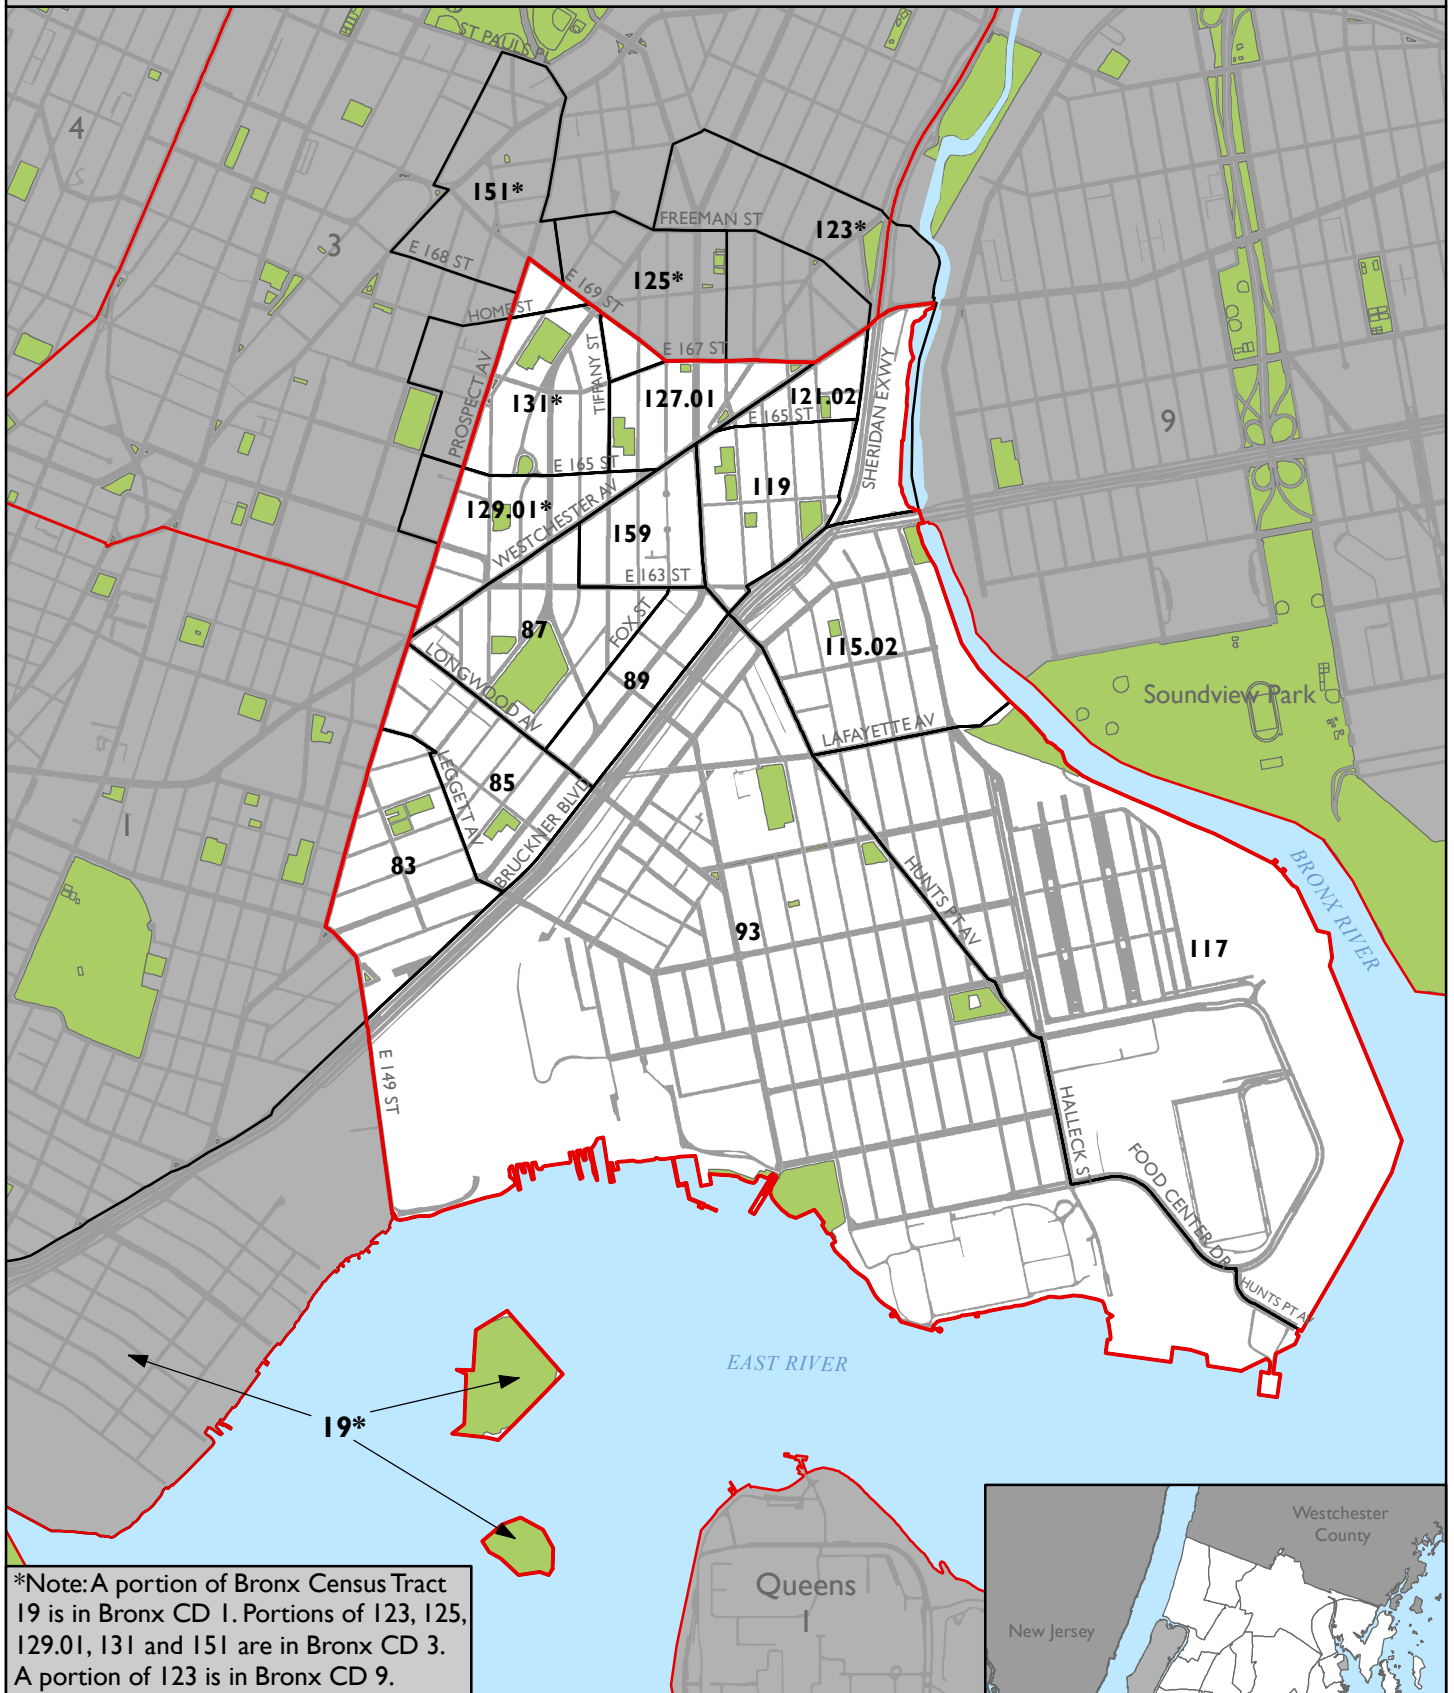 ST PAULS PL
4
151*
FREEMAN ST
123*
3
E 168 ST
125*
E 169 ST
HOME ST
E 167 ST
TIFFANY ST
SHERIDAN EXWY
PROSPECT AV
131*
127.01
121.02
E 165 ST
9
E 165 ST
119
129.01*
WESTCHESTER AV
159
E 163 ST
FOX ST
87
115.02
LONGWOOD AV
89
Soundview Park
LAFAYETTE AV
LEGGETT AV
85
BRUCKNER BLVD
1
83
HUNTS PT AV
BRONX RIVER
93
117
E 149 ST
HALLECK ST
FOOD CENTER DR
HUNTS PT AV
EAST RIVER
19*
Westchester
County
Queens
1
New Jersey
*Note: A portion of Bronx Census Tract
19 is in Bronx CD 1. Portions of 123, 125,
129.01, 131 and 151 are in Bronx CD 3.
A portion of 123 is in Bronx CD 9.